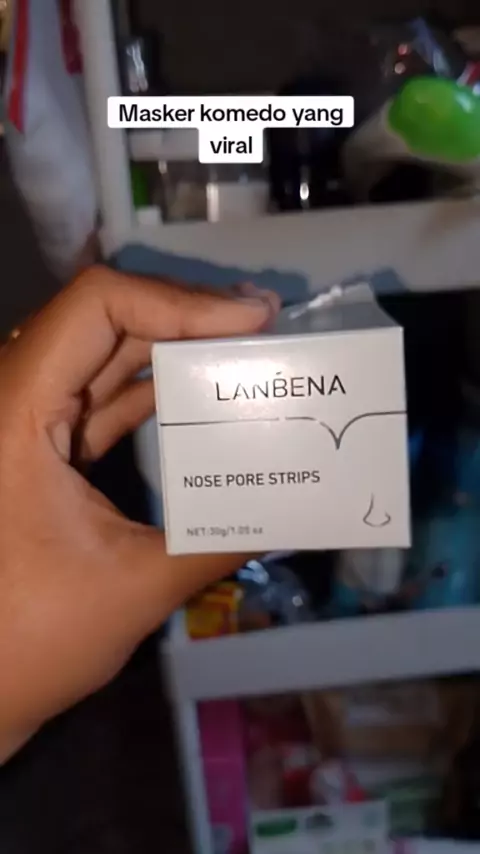 Masker komedo yang
viral
LANBENA
NOSE PORE STRIPS
NET:30g/1.05 oz